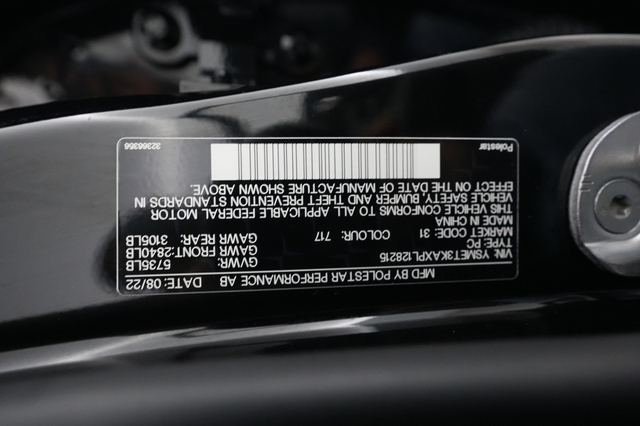 MFD BY POLESTAR PERFORMANCE AB
DATE: 08/22
VIN: YSMET3KAXPL128215
TYPE: PC
GVWR: 5735LB
GAWR FRONT: 2840LB
MARKET CODE: 31 COLOUR: 717 GAWR REAR: 3105LB
MADE IN CHINA
THIS VEHICLE CONFORMS TO ALL APPLICABLE FEDERAL MOTOR
VEHICLE SAFETY, BUMPER AND THEFT PREVENTION STANDARDS IN
EFFECT ON THE DATE OF MANUFACTURE SHOWN ABOVE.
Polestar 32366356